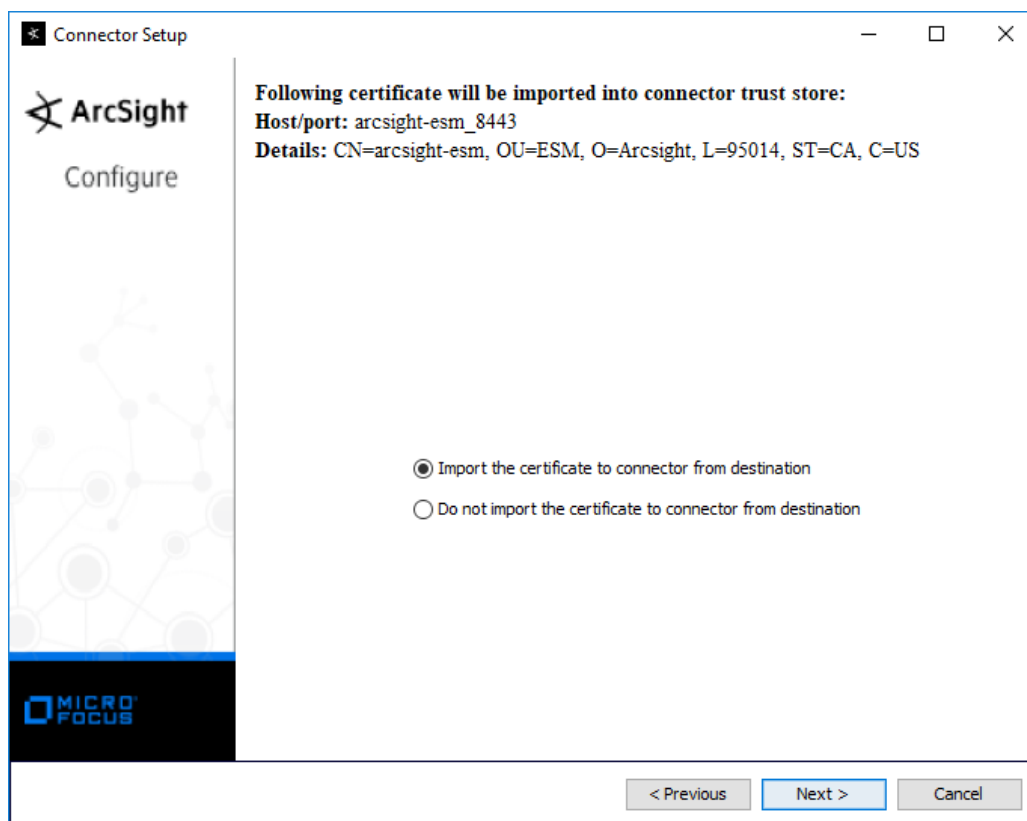 Connector Setup
ArcSight
Configure
Following certificate will be imported into connector trust store:
Host/port: arcsight-esm_8443
Details: CN=arcsight-esm, OU=ESM, O=Arcsight, L=95014, ST=CA, C=US
Import the certificate to connector from destination
Do not import the certificate to connector from destination
MICRO
FOCUS
< Previous
Next >
Cancel